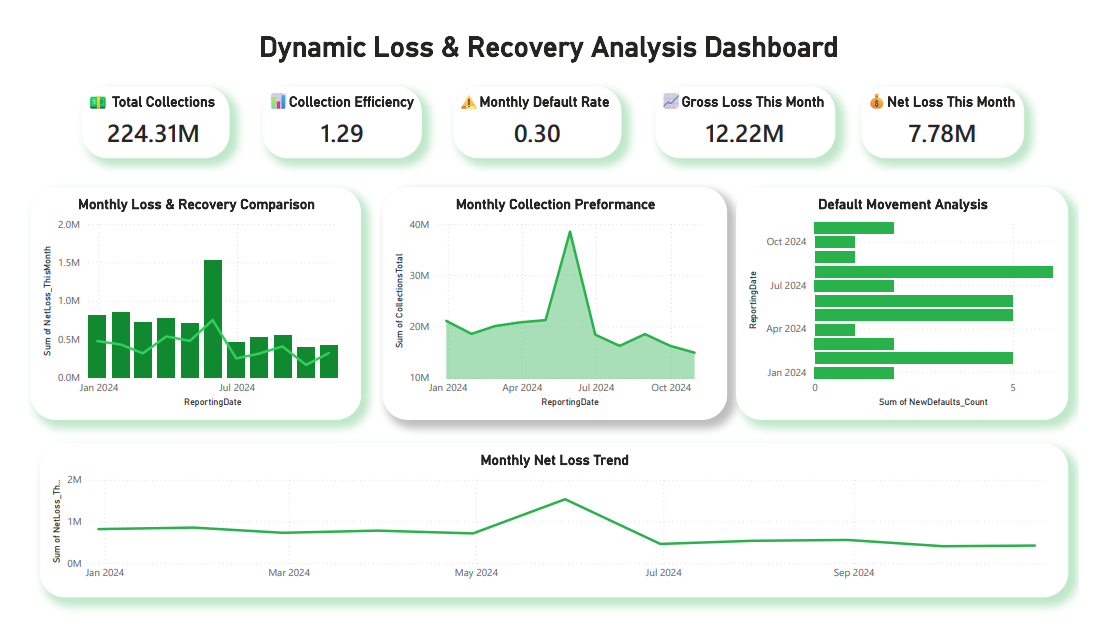 Dynamic Loss & Recovery Analysis Dashboard
💵 Total Collections
224.31M
📊 Collection Efficiency
1.29
⚠️ Monthly Default Rate
0.30
📈 Gross Loss This Month
12.22M
💰 Net Loss This Month
7.78M
Monthly Loss & Recovery Comparison
Sum of NetLoss_ThisMonth
2.0M
1.5M
1.0M
0.5M
0.0M
Jan 2024 Jul 2024
ReportingDate
Monthly Collection Preformance
Sum of CollectionsTotal
40M
30M
20M
10M
Jan 2024 Apr 2024 Jul 2024 Oct 2024
ReportingDate
Default Movement Analysis
ReportingDate
Oct 2024
Jul 2024
Apr 2024
Jan 2024
0 5
Sum of NewDefaults_Count
Monthly Net Loss Trend
Sum of NetLoss_Th...
2M
1M
0M
Jan 2024 Mar 2024 May 2024 Jul 2024 Sep 2024